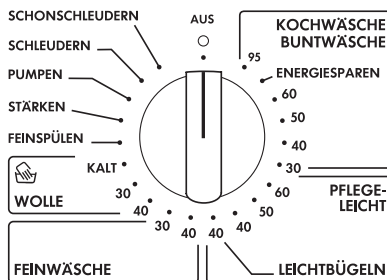 SCHONSCHLEUDERN
AUS
KOCHWÄSCHE
BUNTWÄSCHE
SCHLEUDERN
95
ENERGIESPAREN
PUMPEN
60
STÄRKEN
50
FEINSPÜLEN
40
KALT
30
WOLLE
30
60
PFLEGE-
LEICHT
40
50
30
40
40
40
FEINWÄSCHE
LEICHTBÜGELN